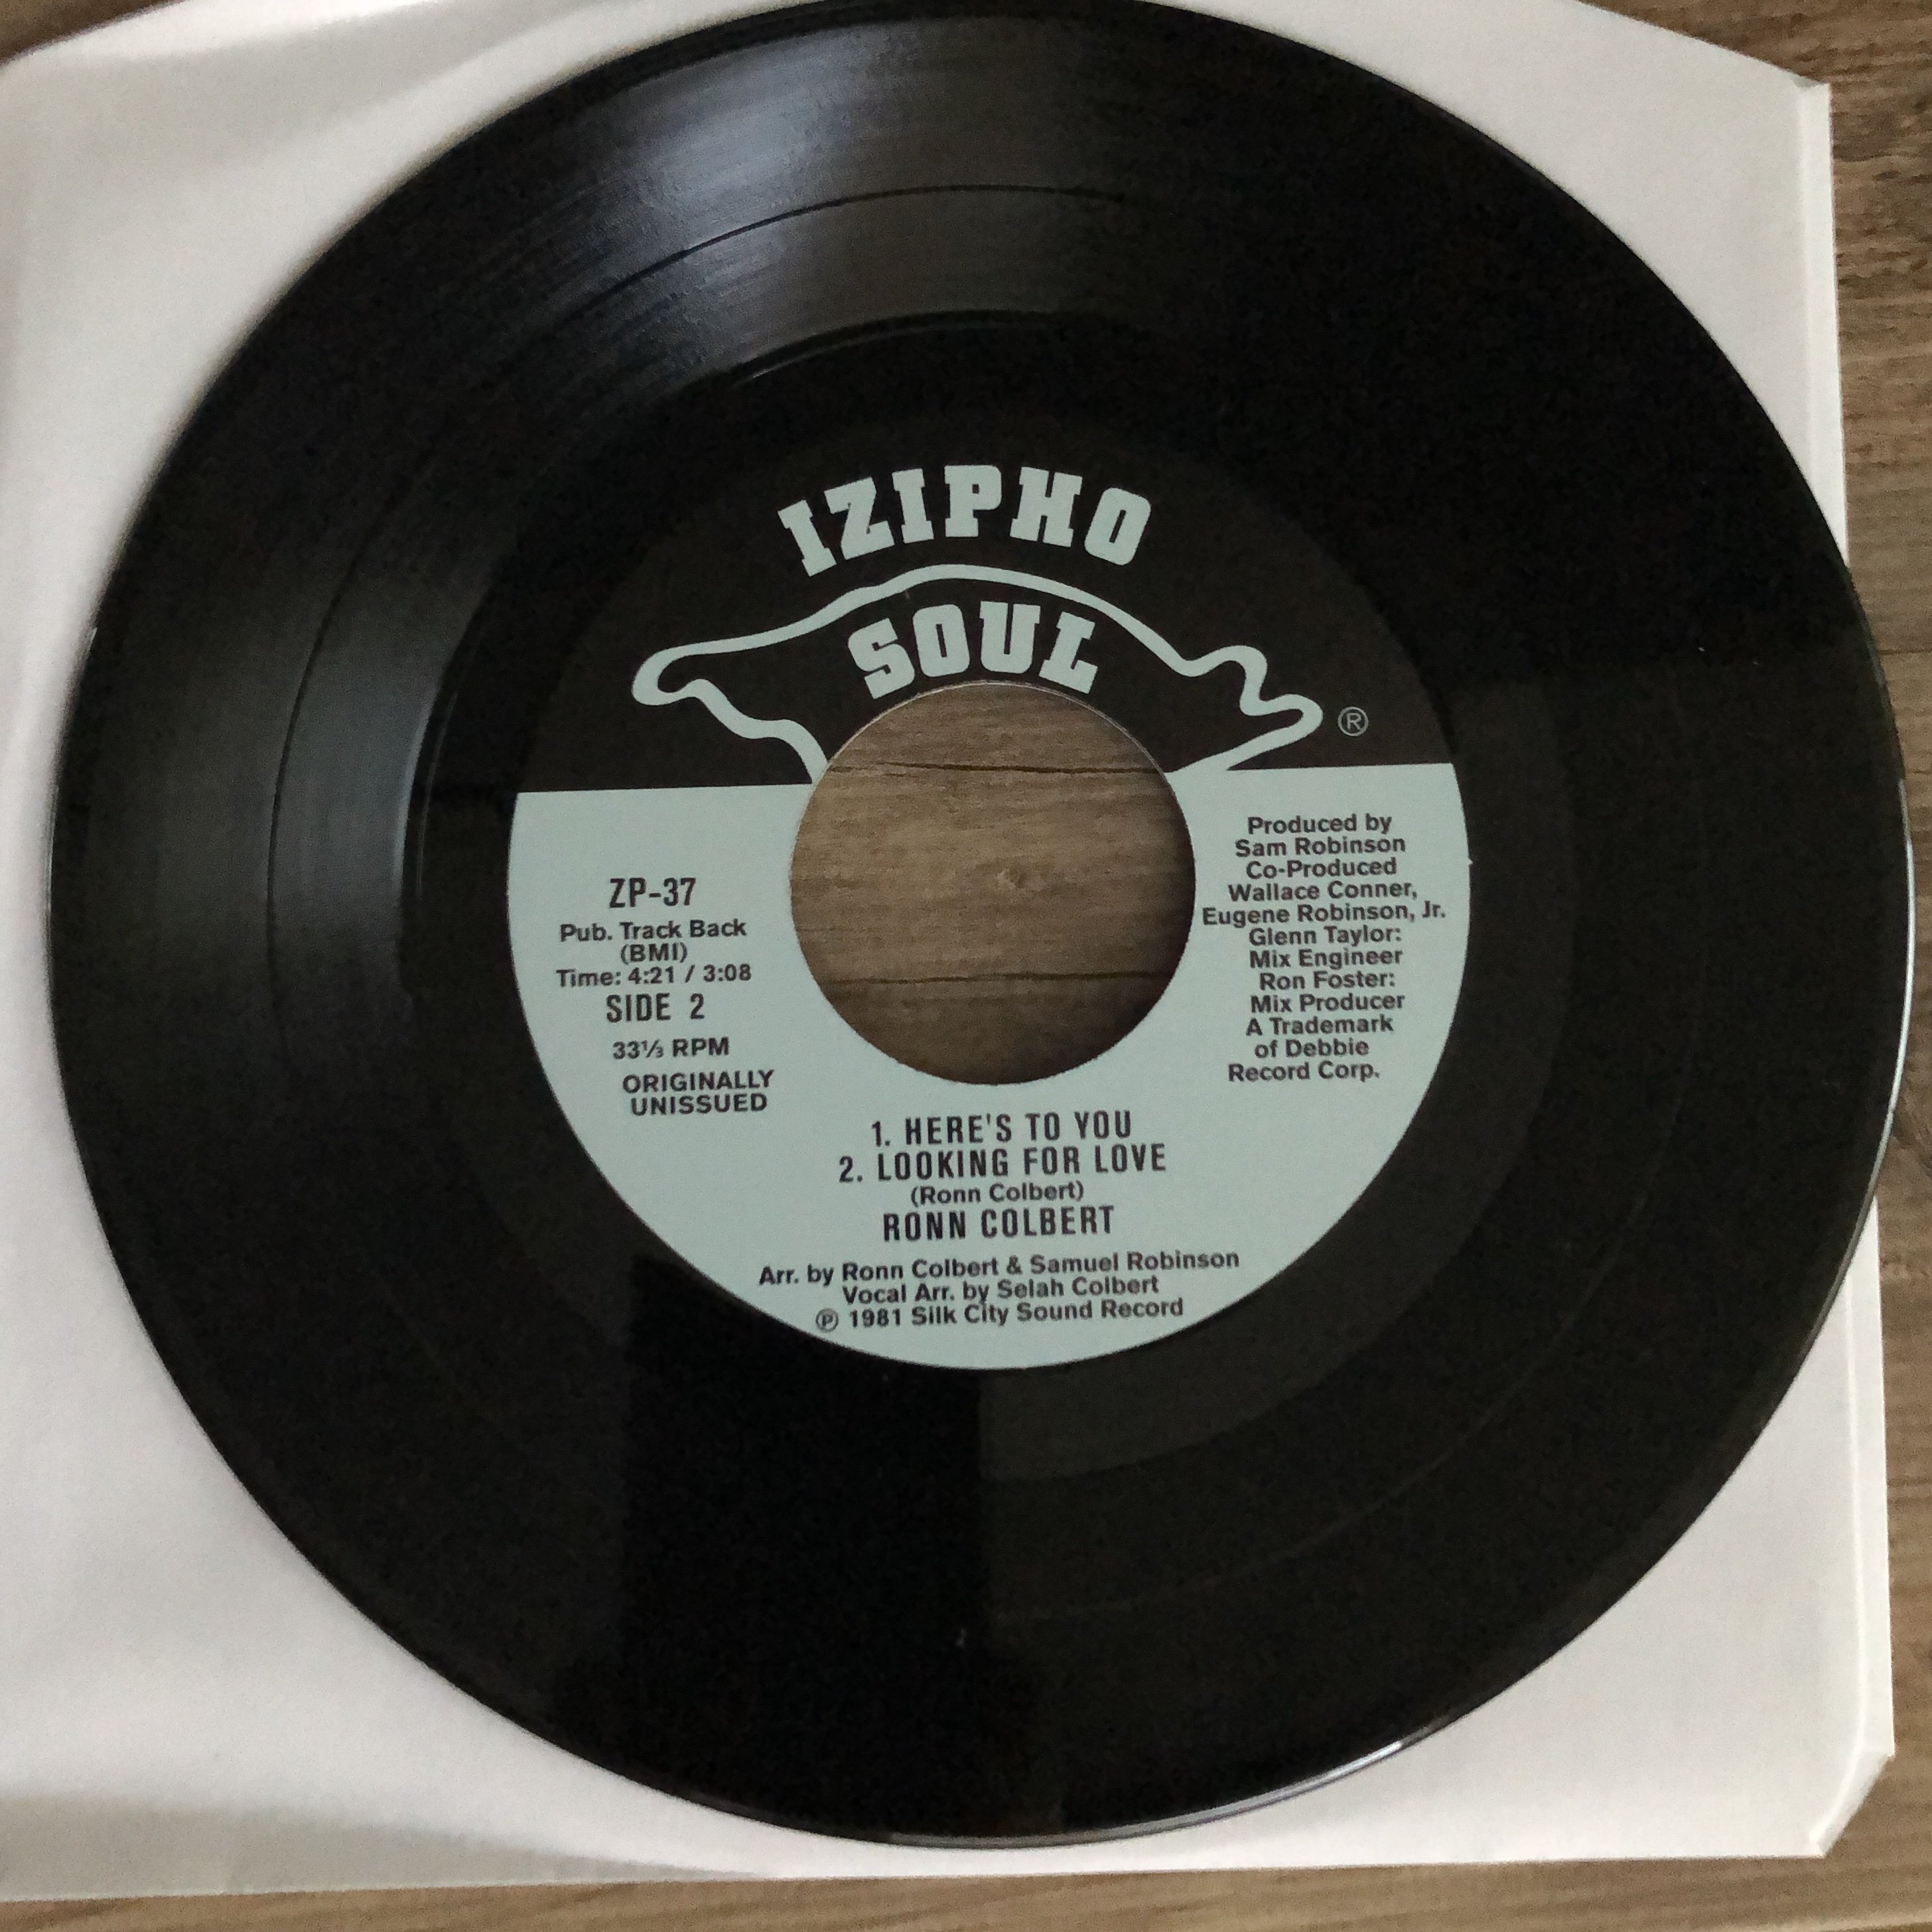 IZIPHO
SOUL
®
ZP-37
Pub. Track Back
(BMI)
Time: 4:21 / 3:08
SIDE 2
33⅓ RPM
ORIGINALLY
UNISSUED
Produced by
Sam Robinson
Co-Produced
Wallace Conner,
Eugene Robinson, Jr.
Glenn Taylor:
Mix Engineer
Ron Foster:
Mix Producer
A Trademark
of Debbie
Record Corp.
1. HERE'S TO YOU
2. LOOKING FOR LOVE
(Ronn Colbert)
RONN COLBERT
Arr. by Ronn Colbert & Samuel Robinson
Vocal Arr. by Selah Colbert
℗ 1981 Silk City Sound Record